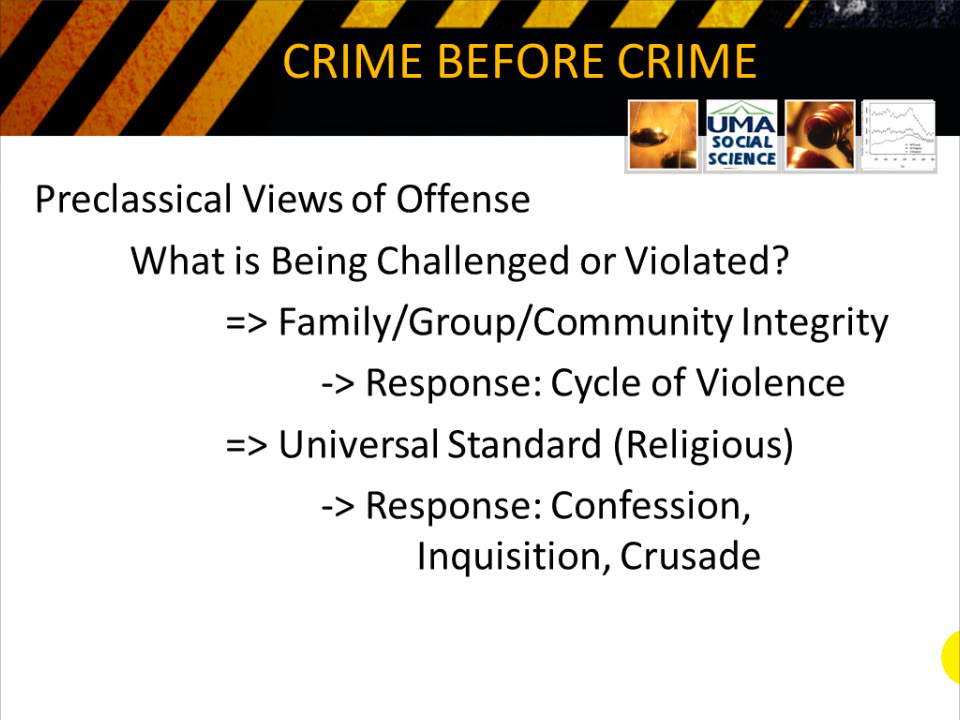 CRIME BEFORE CRIME
UMA
SOCIAL
SCIENCE
Preclassical Views of Offense
What is Being Challenged or Violated?
=> Family/Group/Community Integrity
-> Response: Cycle of Violence
=> Universal Standard (Religious)
-> Response: Confession,
Inquisition, Crusade